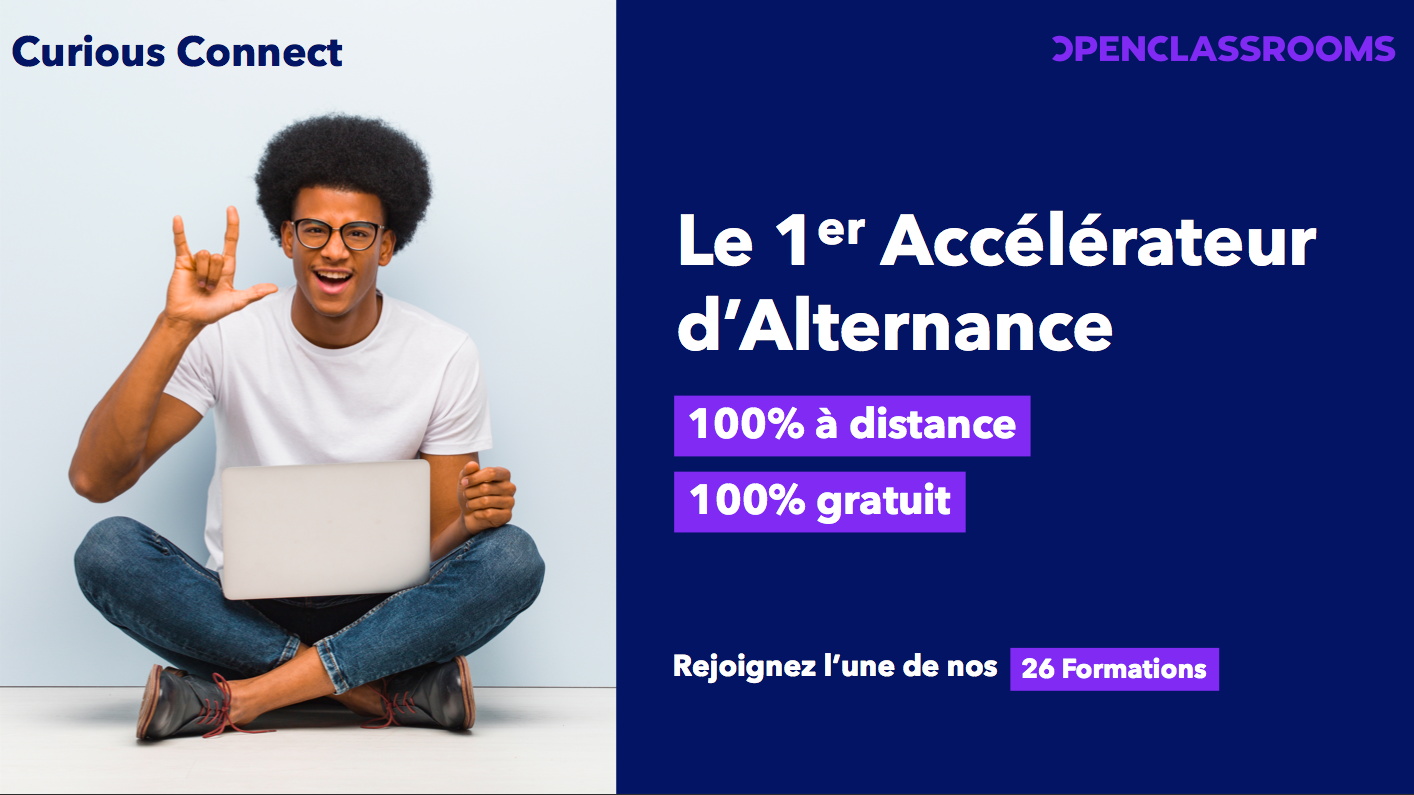 Curious Connect
OPENCLASSROOMS
Le 1er Accélérateur
d’Alternance
100% à distance
100% gratuit
Rejoignez l’une de nos 26 Formations